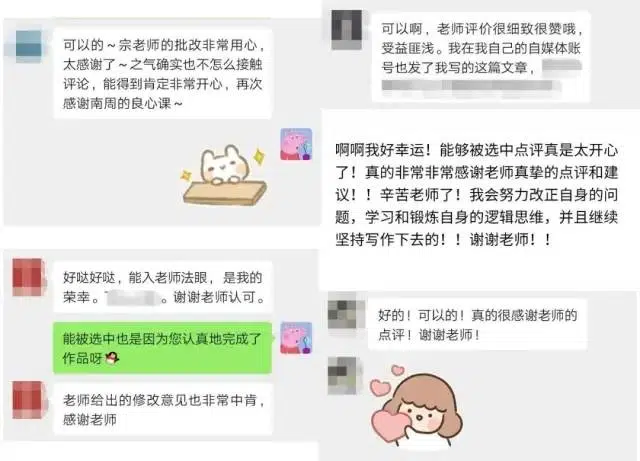 可以的～宗老师的批改非常用心，
太感谢了～之气确实也不怎么接触
评论，能得到肯定非常开心，再次
感谢南周的良心课～
好哒好哒，能入老师法眼，是我的
荣幸。谢谢老师认可。
能被选中也是因为您认真地完成了
作品呀
老师给出的修改意见也非常中肯，
感谢老师
可以啊，老师评价很细致很赞哦，
受益匪浅。我在我自己的自媒体账
号也发了我写的这篇文章，
啊啊我好幸运！能够被选中点评真是太开心
了！真的非常非常感谢老师真挚的点评和建
议！！辛苦老师了！我会努力改正自身的问
题，学习和锻炼自身的逻辑思维，并且继续
坚持写作下去的！！谢谢老师！！
好的！可以的！真的很感谢老师的
点评！谢谢老师！